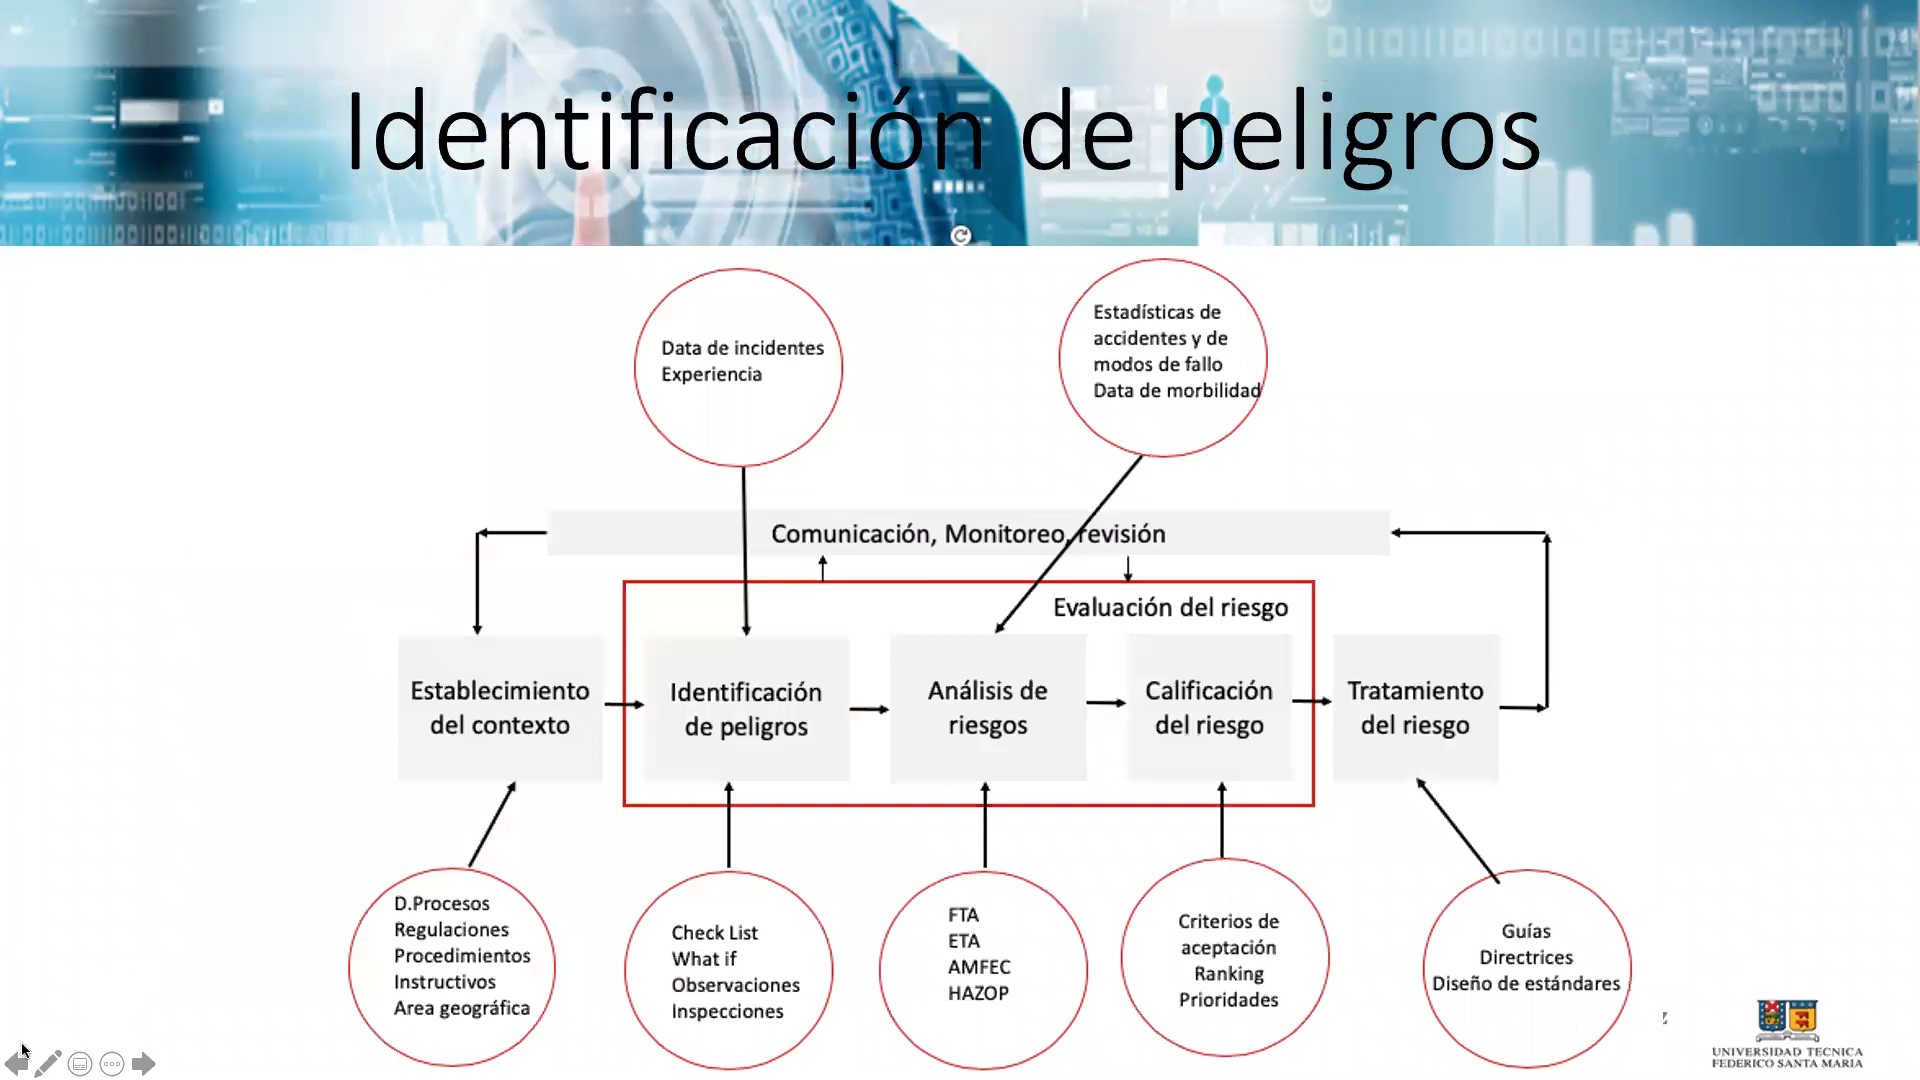 Identificación de peligros
Data de incidentes
Experiencia
Estadísticas de
accidentes y de
modos de fallo
Data de morbilidad
Comunicación, Monitoreo, revisión
Evaluación del riesgo
Establecimiento
del contexto
Identificación
de peligros
Análisis de
riesgos
Calificación
del riesgo
Tratamiento
del riesgo
D.Procesos
Regulaciones
Procedimientos
Instructivos
Area geográfica
Check List
What if
Observaciones
Inspecciones
FTA
ETA
AMFEC
HAZOP
Criterios de
aceptación
Ranking
Prioridades
Guías
Directrices
Diseño de estándares
UNIVERSIDAD TECNICA
FEDERICO SANTA MARIA